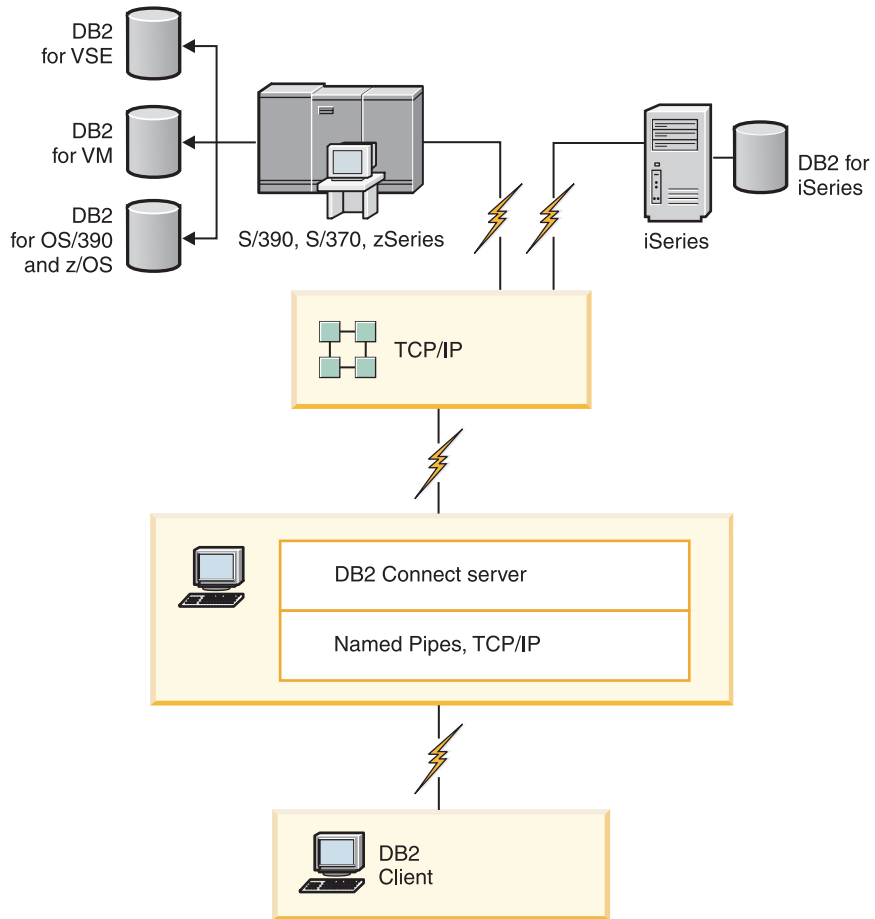 DB2
for VSE
DB2
for VM
DB2
for OS/390
and z/OS
S/390, S/370, zSeries
iSeries
DB2 for
iSeries
TCP/IP
DB2 Connect server
Named Pipes, TCP/IP
DB2
Client